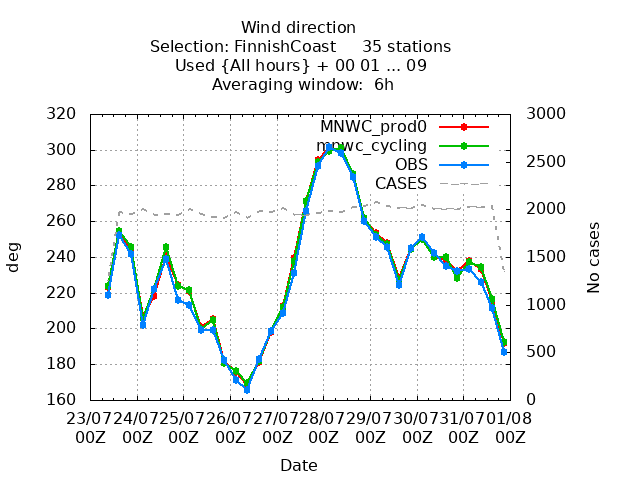 Wind direction
Selection: FinnishCoast 35 stations
Used {All hours} + 00 01 ... 09
Averaging window: 6h
MNWC_prod0
mnwc_cycling
OBS
CASES
320
300
280
260
240
220
200
180
160
deg
3000
2500
2000
1500
1000
500
0
No cases
23/07 24/07 25/07 26/07 27/07 28/07 29/07 30/07 31/07 01/08
00Z 00Z 00Z 00Z 00Z 00Z 00Z 00Z 00Z 00Z
Date